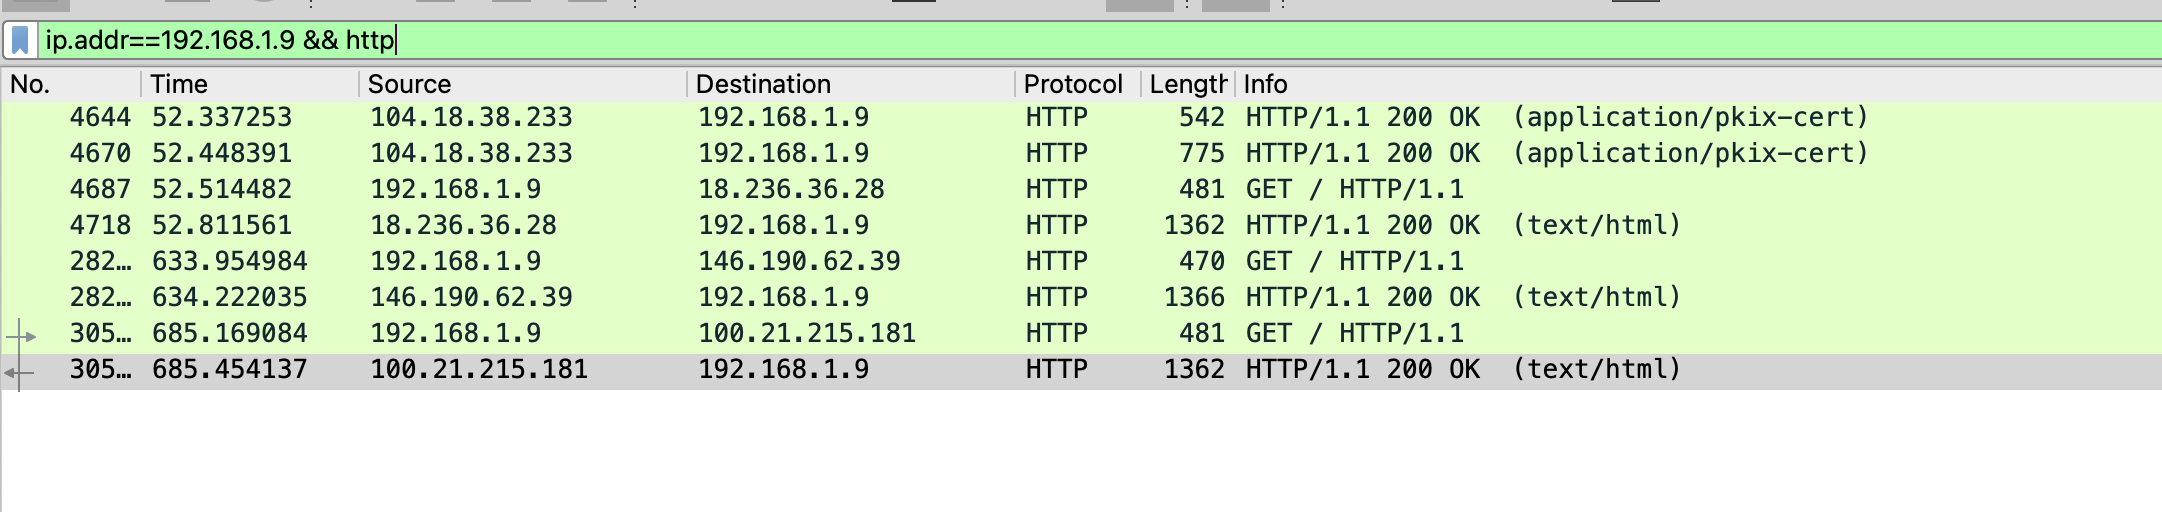 ip.addr==192.168.1.9 && http
No. Time Source Destination Protocol Length Info
4644 52.337253 104.18.38.233 192.168.1.9 HTTP 542 HTTP/1.1 200 OK (application/pkix-cert)
4670 52.448391 104.18.38.233 192.168.1.9 HTTP 775 HTTP/1.1 200 OK (application/pkix-cert)
4687 52.514482 192.168.1.9 18.236.36.28 HTTP 481 GET / HTTP/1.1
4718 52.811561 18.236.36.28 192.168.1.9 HTTP 1362 HTTP/1.1 200 OK (text/html)
282… 633.954984 192.168.1.9 146.190.62.39 HTTP 470 GET / HTTP/1.1
282… 634.222035 146.190.62.39 192.168.1.9 HTTP 1366 HTTP/1.1 200 OK (text/html)
305… 685.169084 192.168.1.9 100.21.215.181 HTTP 481 GET / HTTP/1.1
305… 685.454137 100.21.215.181 192.168.1.9 HTTP 1362 HTTP/1.1 200 OK (text/html)